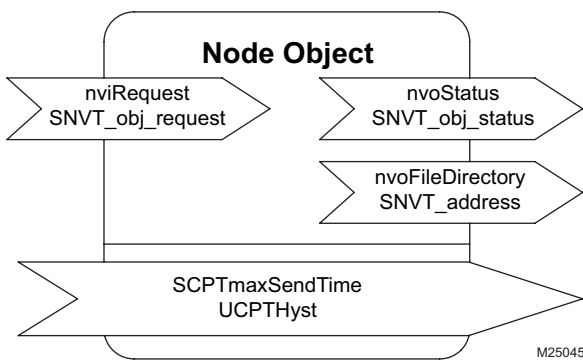 Node Object
nviRequest
SNVT_obj_request
nvoStatus
SNVT_obj_status
nvoFileDirectory
SNVT_address
SCPTmaxSendTime
UCPTHyst
M25045